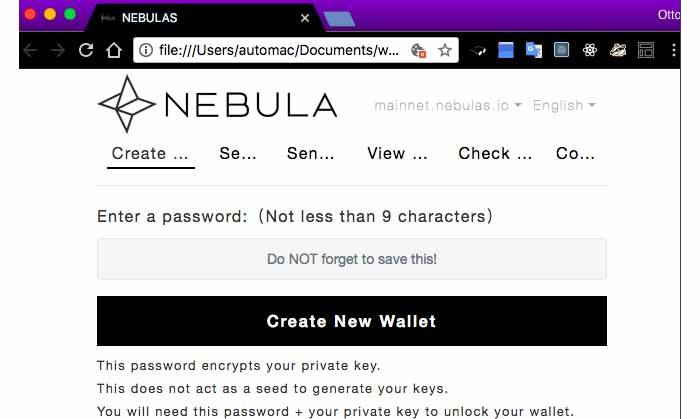 NEBULAS
Otto
file:///Users/automac/Documents/w...
NEBULA
mainnet.nebulas.io English
Create ... Se... Sen... View ... Check ... Co...
Enter a password:（Not less than 9 characters）
Do NOT forget to save this!
Create New Wallet
This password encrypts your private key.
This does not act as a seed to generate your keys.
You will need this password + your private key to unlock your wallet.